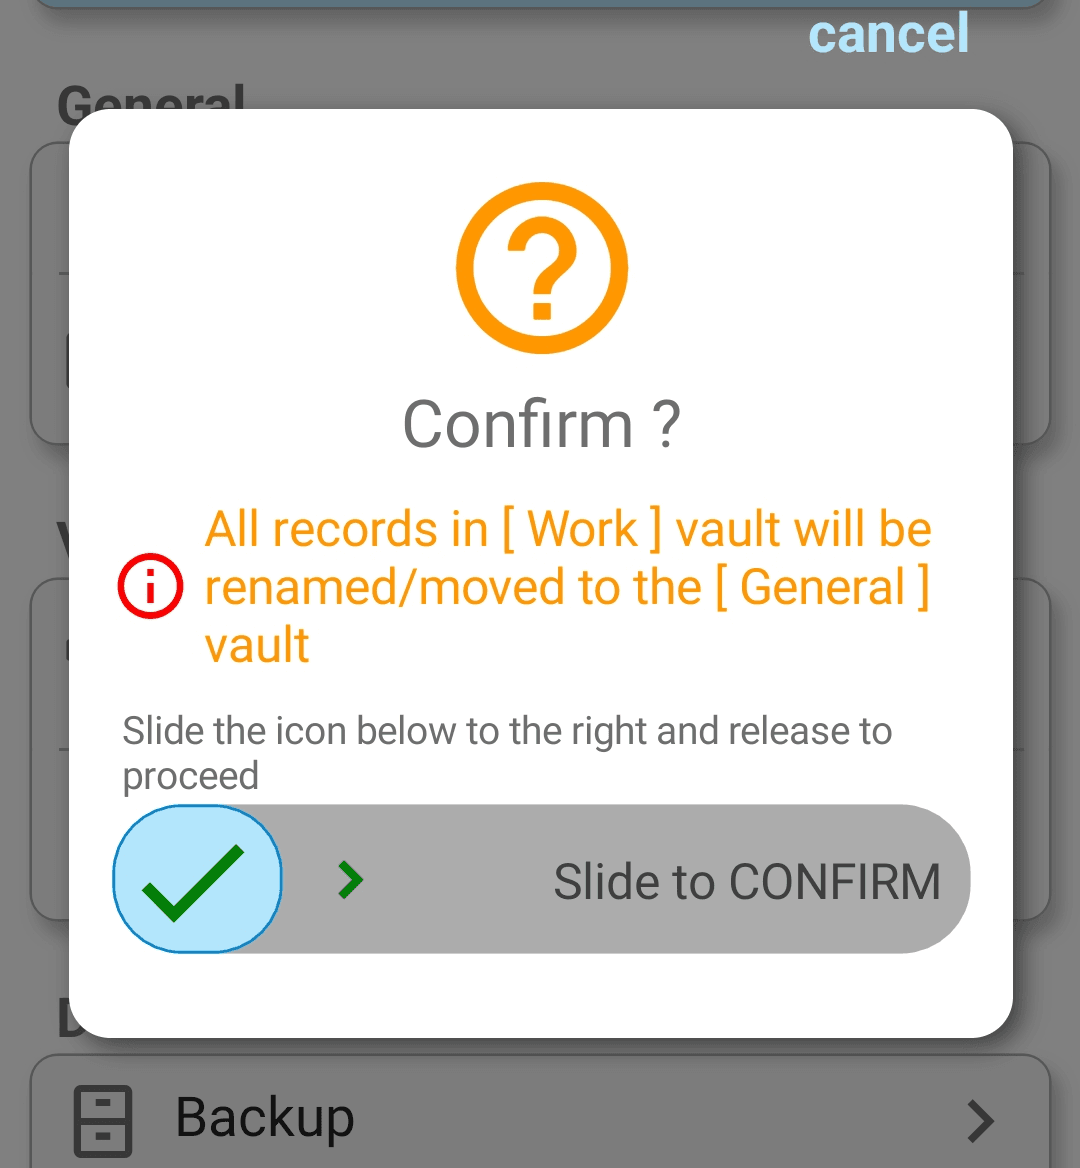 cancel
General
Confirm ?
All records in [ Work ] vault will be
renamed/moved to the [ General ]
vault
Slide the icon below to the right and release to
proceed
Slide to CONFIRM
Backup